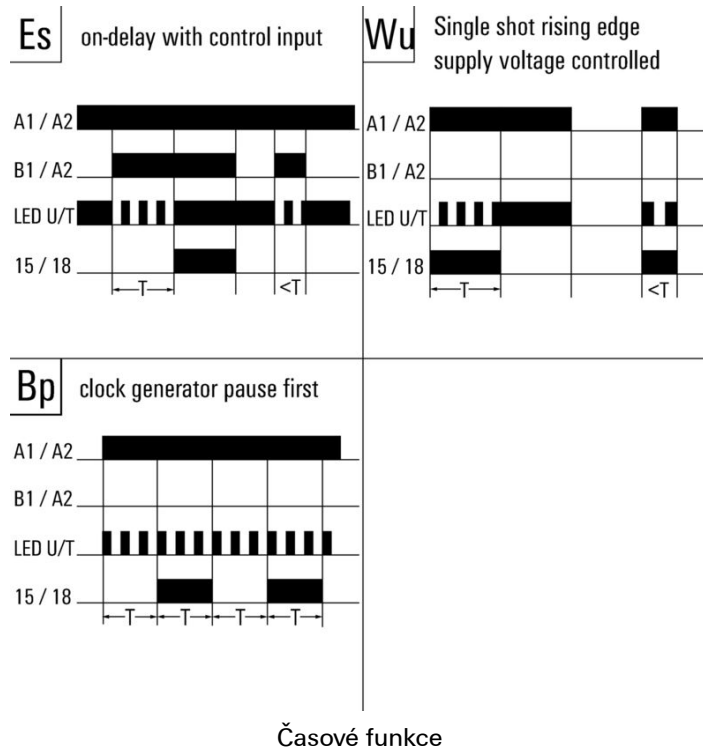 Es
on-delay with control input
A1 / A2
B1 / A2
LED U/T
15 / 18
T
<T
Wu
Single shot rising edge
supply voltage controlled
A1 / A2
B1 / A2
LED U/T
15 / 18
T
<T
Bp
clock generator pause first
A1 / A2
B1 / A2
LED U/T
15 / 18
T T T T
Časové funkce